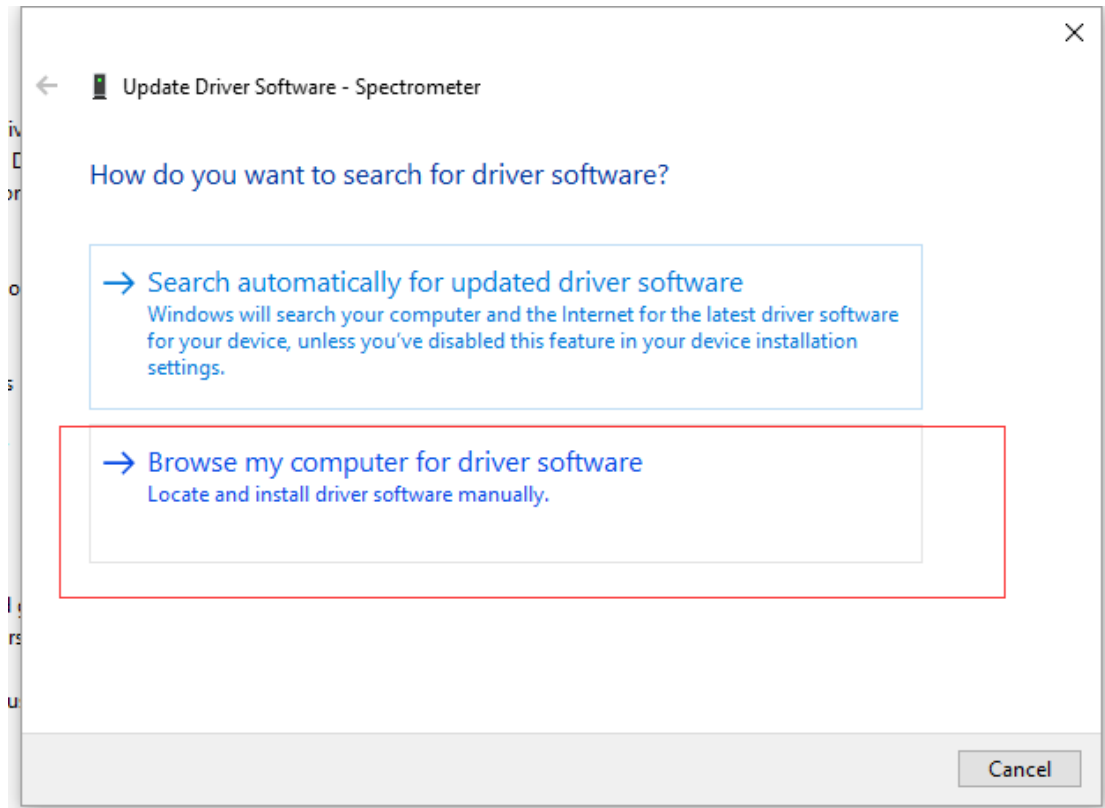 Update Driver Software - Spectrometer
How do you want to search for driver software?
Search automatically for updated driver software
Windows will search your computer and the Internet for the latest driver software
for your device, unless you've disabled this feature in your device installation
settings.
Browse my computer for driver software
Locate and install driver software manually.
Cancel